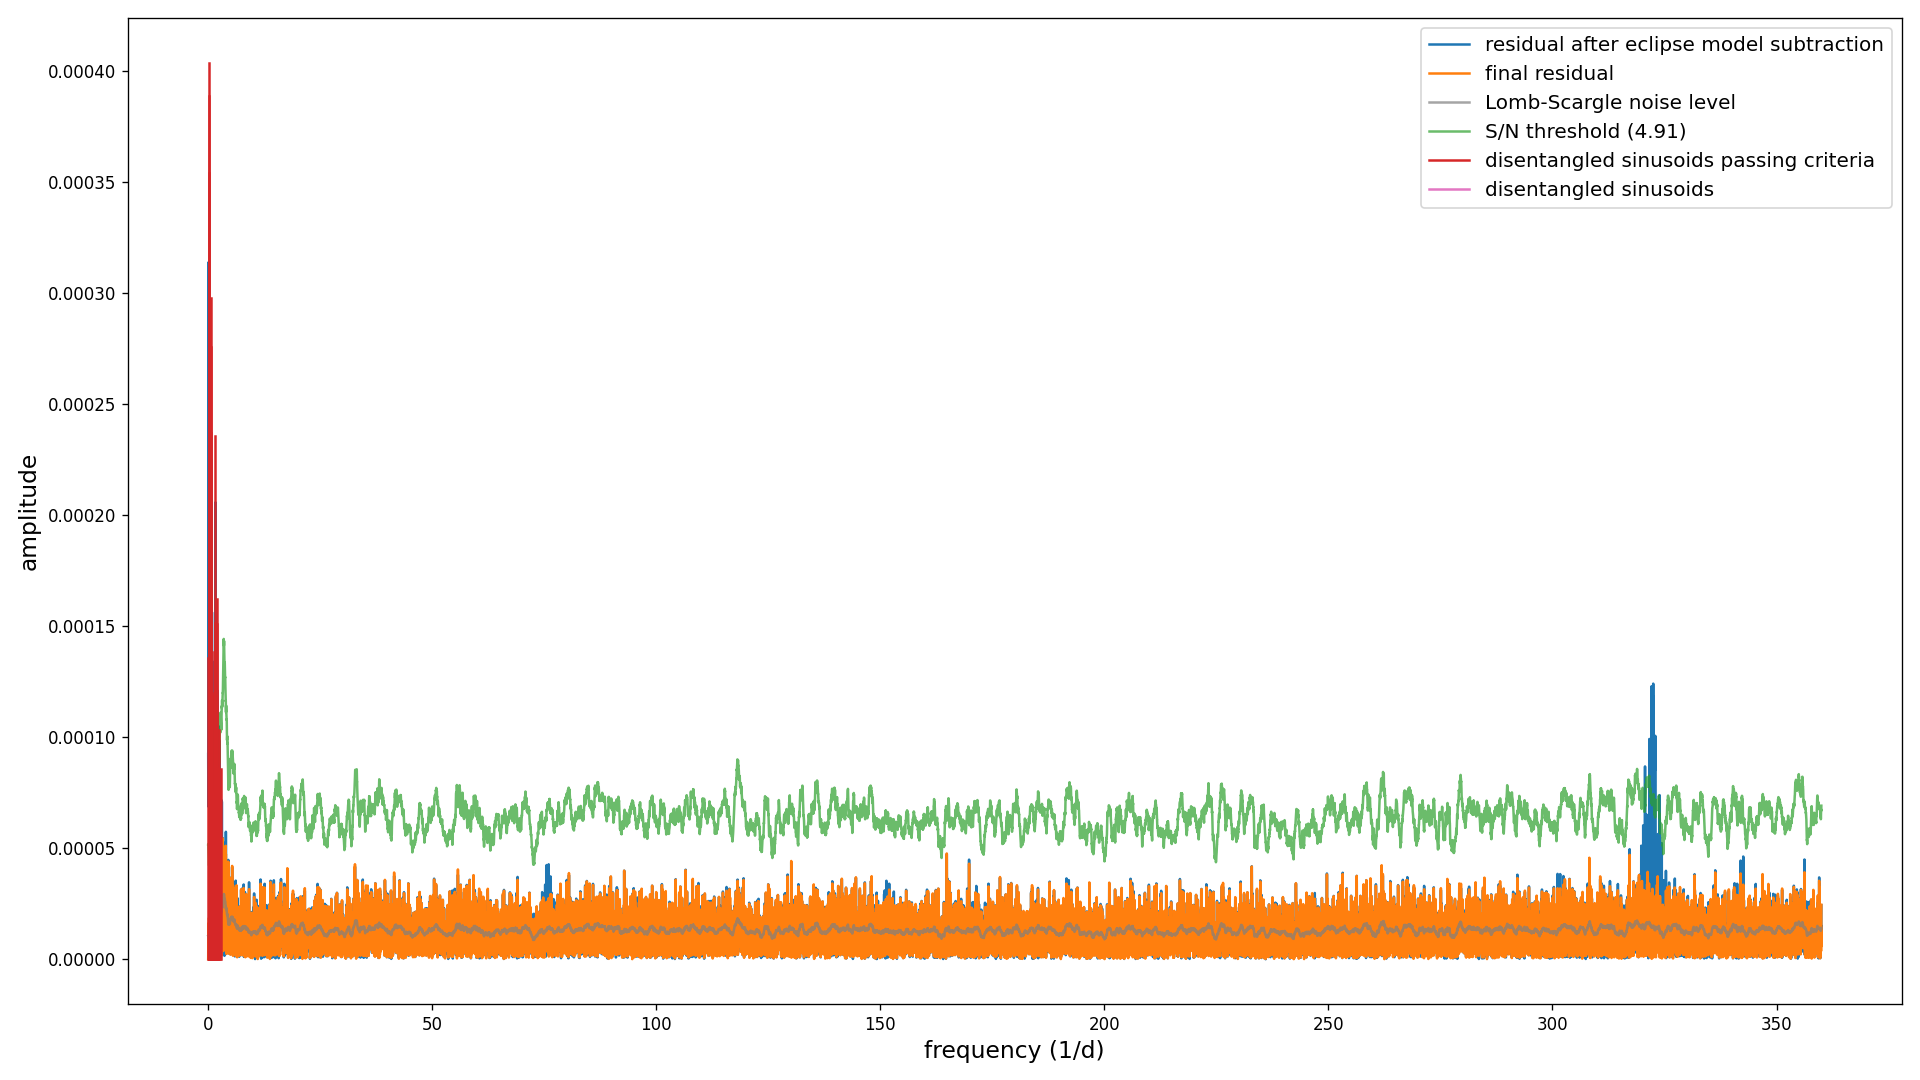 residual after eclipse model subtraction
final residual
Lomb-Scargle noise level
S/N threshold (4.91)
disentangled sinusoids passing criteria
disentangled sinusoids
0.00040
0.00035
0.00030
0.00025
0.00020
0.00015
0.00010
0.00005
0.00000
amplitude
0 50 100 150 200 250 300 350
frequency (1/d)